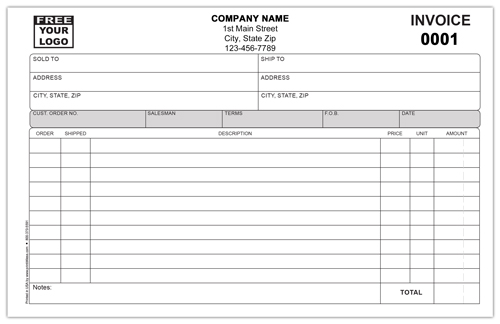 FREE
YOUR
LOGO
COMPANY NAME
1st Main Street
City, State Zip
123-456-7789
INVOICE
0001
SOLD TO
SHIP TO
ADDRESS
ADDRESS
CITY, STATE, ZIP
CITY, STATE, ZIP
CUST. ORDER NO.
SALESMAN
TERMS
F.O.B.
DATE
ORDER
SHIPPED
DESCRIPTION
PRICE
UNIT
AMOUNT
Notes:
TOTAL